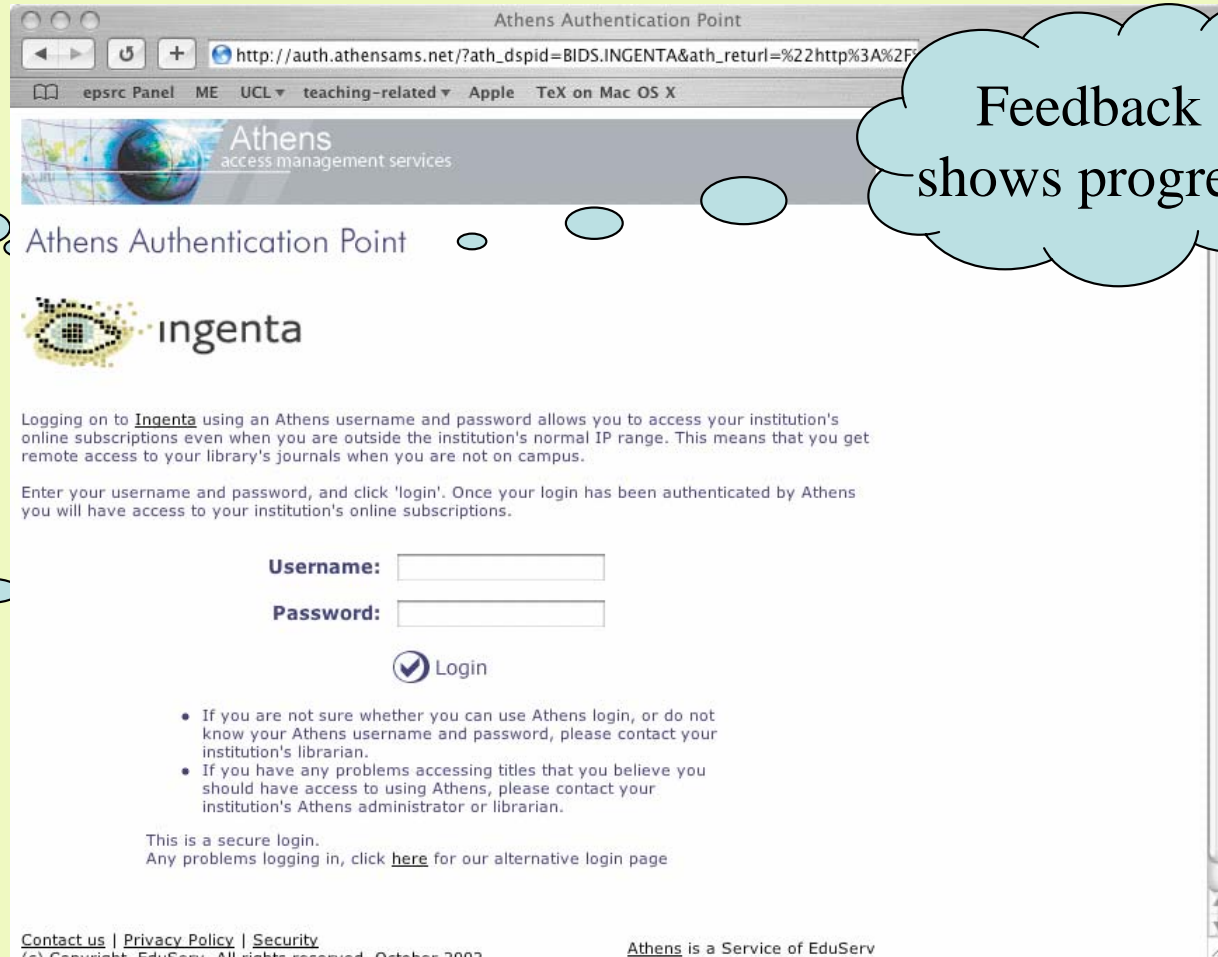 Athens Authentication Point
http://auth.athensams.net/?ath_dspid=BIDS.INGENTA&ath_returl=%22http%3A%2F
epsrc Panel ME UCL teaching-related Apple TeX on Mac OS X
Feedback
shows progre
Athens
access management services
Athens Authentication Point
ingenta
Logging on to Ingenta using an Athens username and password allows you to access your institution's
online subscriptions even when you are outside the institution's normal IP range. This means that you get
remote access to your library's journals when you are not on campus.
Enter your username and password, and click 'login'. Once your login has been authenticated by Athens
you will have access to your institution's online subscriptions.
Username:
Password:
Login
• If you are not sure whether you can use Athens login, or do not
know your Athens username and password, please contact your
institution's librarian.
• If you have any problems accessing titles that you believe you
should have access to using Athens, please contact your
institution's Athens administrator or librarian.
This is a secure login.
Any problems logging in, click here for our alternative login page
Contact us | Privacy Policy | Security
Athens is a Service of EduServ
(c) Copyright, EduServ. All rights reserved, October 2002